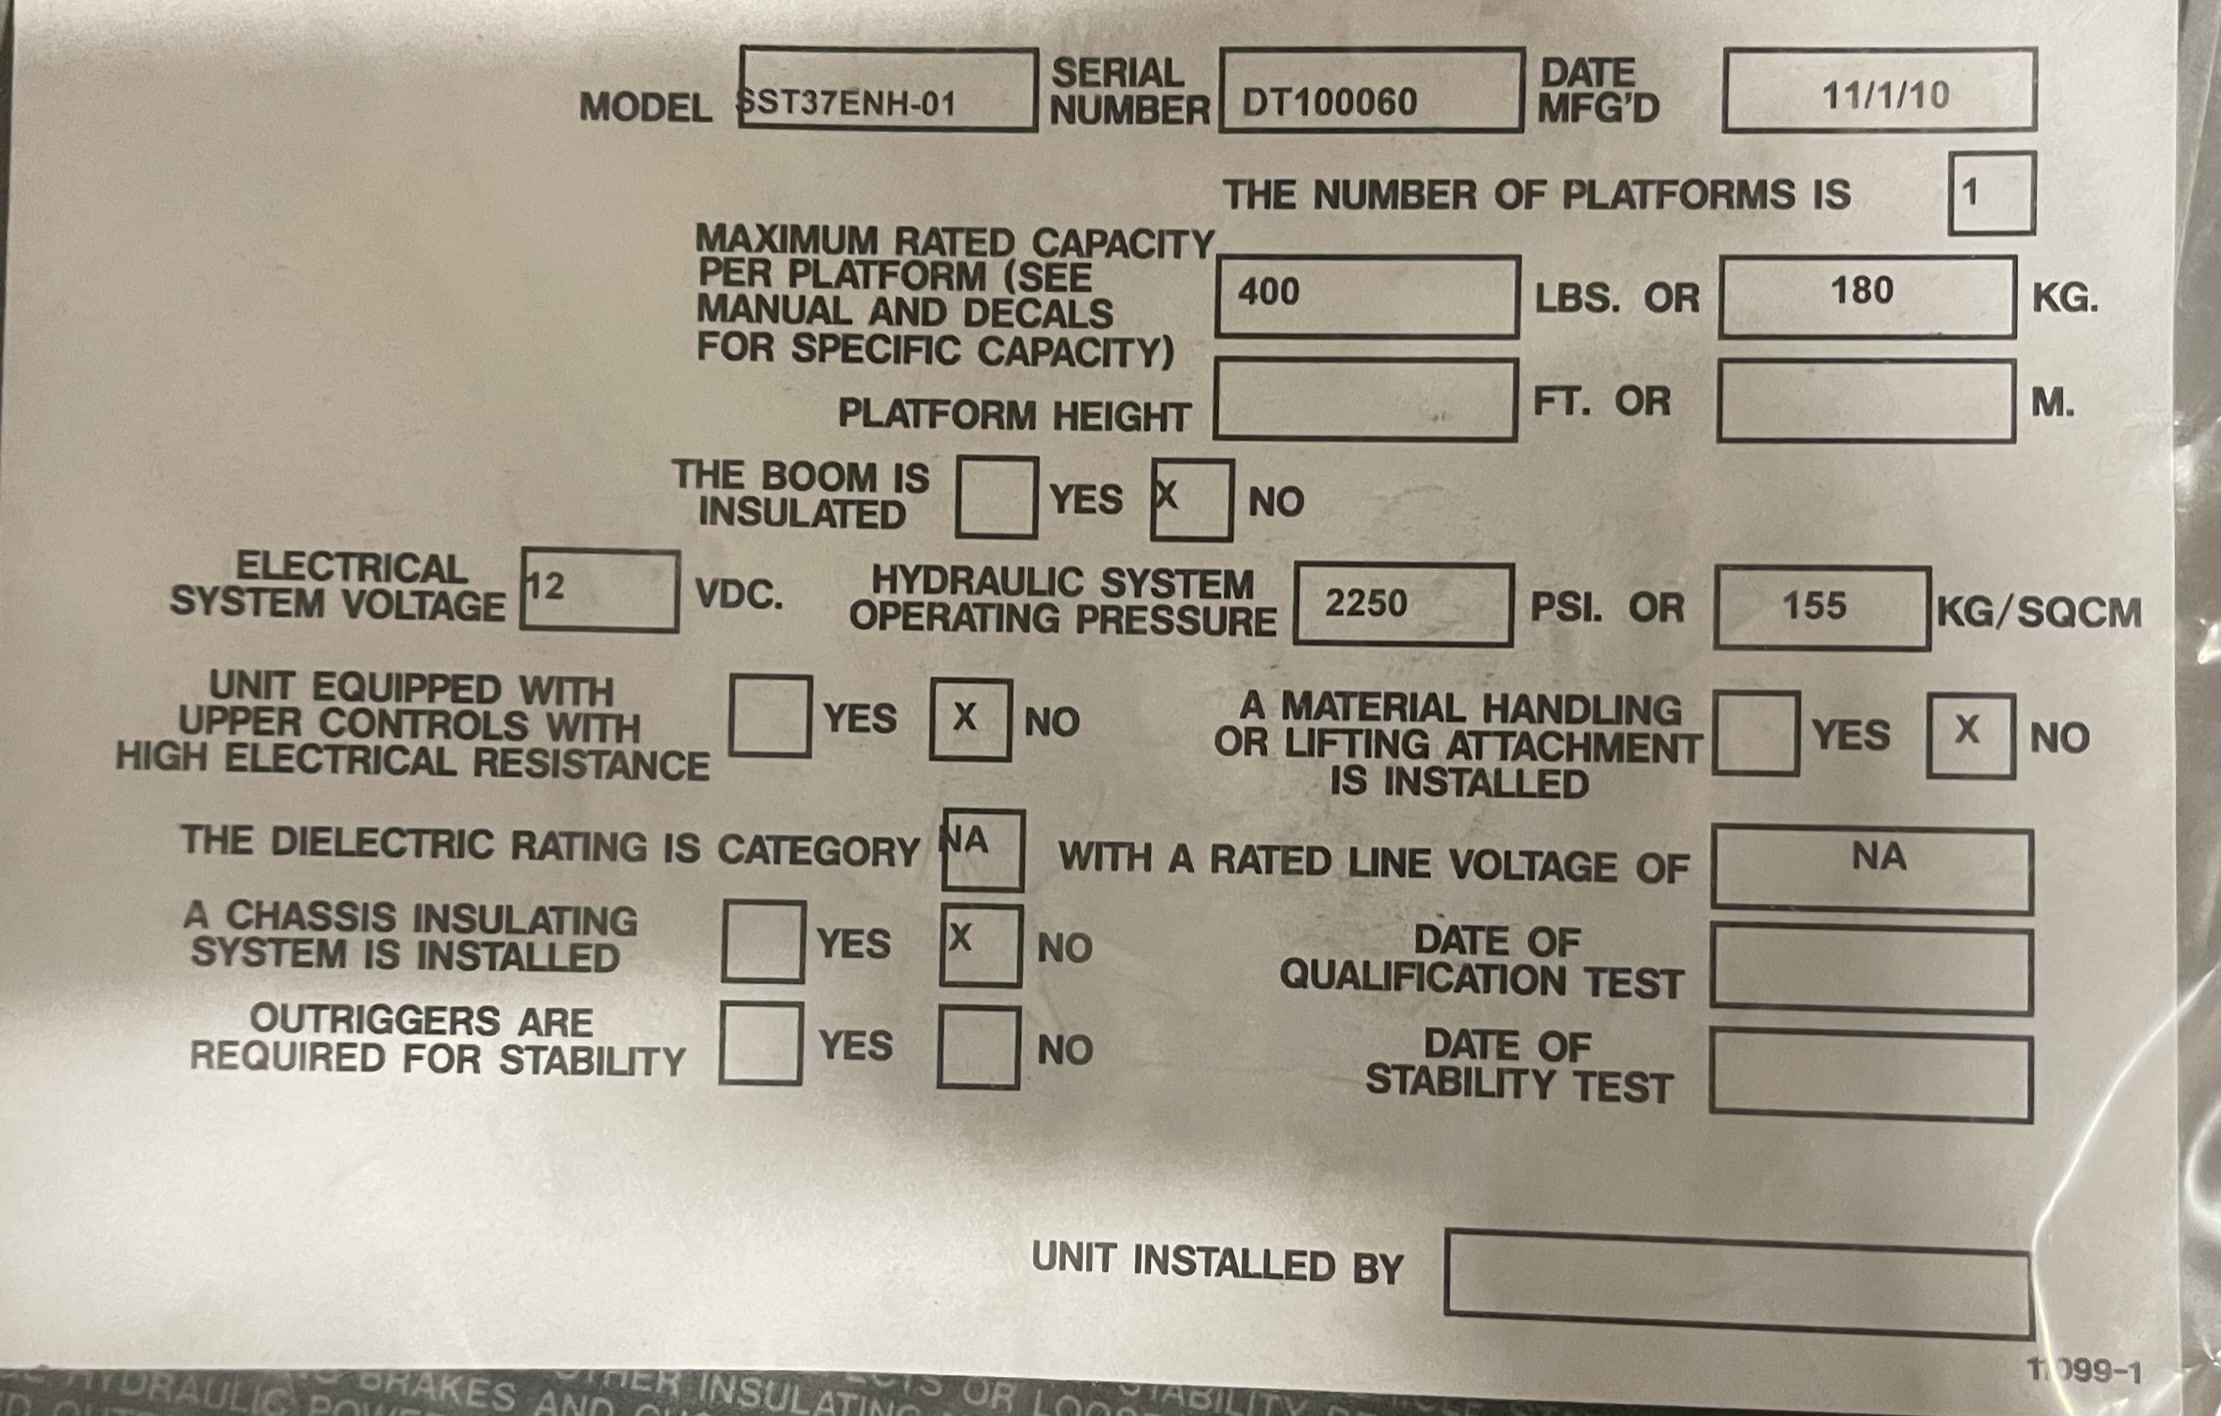 MODEL SST37ENH-01 SERIAL NUMBER DT100060 DATE MFG'D 11/1/10
THE NUMBER OF PLATFORMS IS 1
MAXIMUM RATED CAPACITY
PER PLATFORM (SEE
MANUAL AND DECALS
FOR SPECIFIC CAPACITY) 400 LBS. OR 180 KG.
PLATFORM HEIGHT FT. OR M.
THE BOOM IS
INSULATED YES X NO
ELECTRICAL
SYSTEM VOLTAGE 12 VDC.
HYDRAULIC SYSTEM
OPERATING PRESSURE 2250 PSI. OR 155 KG/SQCM
UNIT EQUIPPED WITH
UPPER CONTROLS WITH
HIGH ELECTRICAL RESISTANCE YES X NO
A MATERIAL HANDLING
OR LIFTING ATTACHMENT
IS INSTALLED YES X NO
THE DIELECTRIC RATING IS CATEGORY NA WITH A RATED LINE VOLTAGE OF NA
A CHASSIS INSULATING
SYSTEM IS INSTALLED YES X NO
DATE OF
QUALIFICATION TEST
OUTRIGGERS ARE
REQUIRED FOR STABILITY YES NO
DATE OF
STABILITY TEST
UNIT INSTALLED BY
BRAKES AND
INSULATING
OR
STABILITY
HYDRAULIC